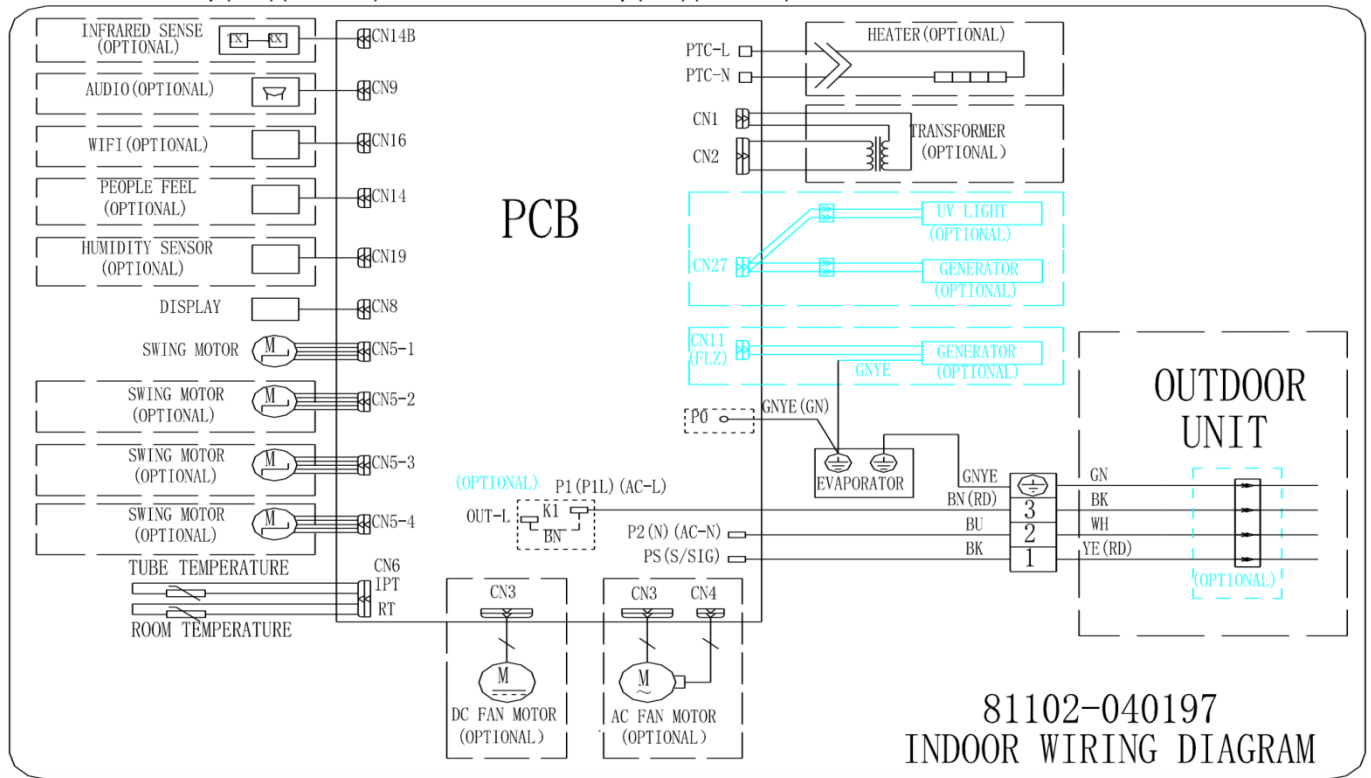 INFRARED SENSE
(OPTIONAL)
TX
RX
CN14B
AUDIO(OPTIONAL)
CN9
WIFI(OPTIONAL)
CN16
PEOPLE FEEL
(OPTIONAL)
CN14
HUMIDITY SENSOR
(OPTIONAL)
CN19
DISPLAY
CN8
SWING MOTOR
M
CN5-1
SWING MOTOR
(OPTIONAL)
M
CN5-2
SWING MOTOR
(OPTIONAL)
M
CN5-3
SWING MOTOR
(OPTIONAL)
M
CN5-4
TUBE TEMPERATURE
CN6
IPT
RT
ROOM TEMPERATURE
PCB
PTC-L
PTC-N
HEATER(OPTIONAL)
CN1
CN2
TRANSFORMER
(OPTIONAL)
CN27
UV LIGHT
(OPTIONAL)
GENERATOR
(OPTIONAL)
CN11
(FLZ)
GNYE
GENERATOR
(OPTIONAL)
P0
GNYE(GN)
EVAPORATOR
(OPTIONAL)
P1(P1L)(AC-L)
OUT-L
K1
BN
P2(N)(AC-N)
PS(S/SIG)
GNYE
BN(RD)
BU
BK
3
2
1
GN
BK
WH
YE(RD)
OUTDOOR
UNIT
(OPTIONAL)
CN3
M
DC FAN MOTOR
(OPTIONAL)
CN3
CN4
M
~
AC FAN MOTOR
(OPTIONAL)
81102-040197
INDOOR WIRING DIAGRAM